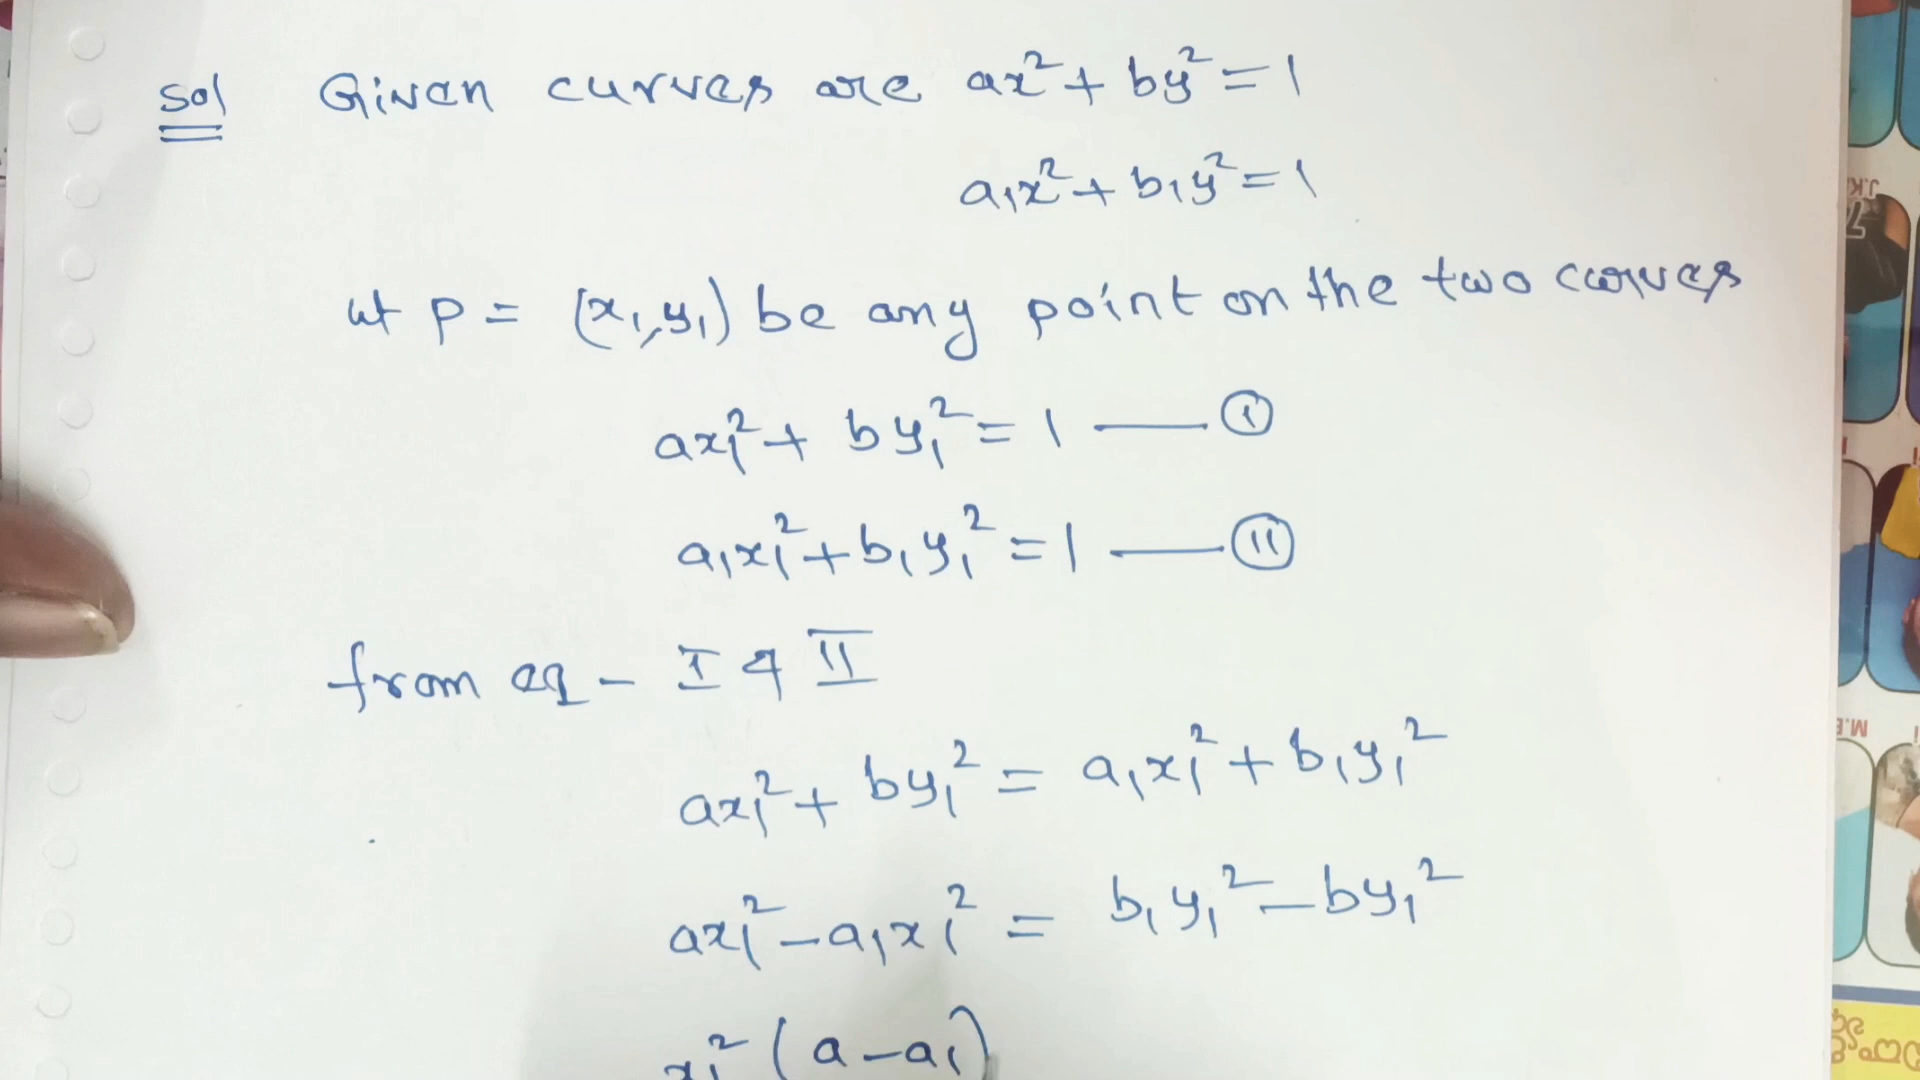 Sol Given curves are ax² + by² = 1
a₁x² + b₁y² = 1
let P = (x₁, y₁) be any point on the two curves
ax₁² + by₁² = 1 — I
a₁x₁² + b₁y₁² = 1 — II
from eq - I & II
ax₁² + by₁² = a₁x₁² + b₁y₁²
ax₁² - a₁x₁² = b₁y₁² - by₁²
x₁² (a - a₁)